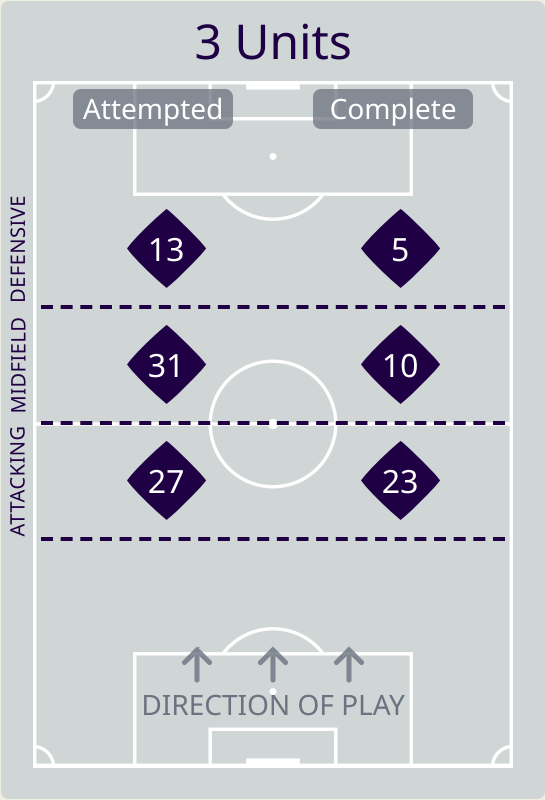 3 Units
Attempted Complete
DEFENSIVE
13 5
MIDFIELD
31 10
ATTACKING
27 23
DIRECTION OF PLAY